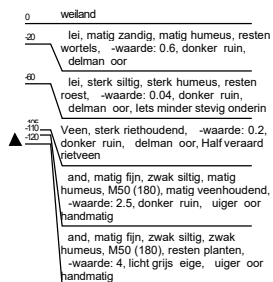 0 weiland
-20 lei, matig zandig, matig humeus, resten
wortels, -waarde: 0.6, donker ruin,
delman oor
-60 lei, sterk siltig, sterk humeus, resten
roest, -waarde: 0.04, donker ruin,
delman oor, Iets minder stevig onderin
-110 Veen, sterk riethoudend, -waarde: 0.2,
-120 donker ruin, delman oor, Half veraard
rietveen
and, matig fijn, zwak siltig, matig
humeus, M50 (180), matig veenhoudend,
-waarde: 2.5, donker ruin, uiger oor
handmatig
and, matig fijn, zwak siltig, zwak
humeus, M50 (180), resten planten,
-waarde: 4, licht grijs eige, uiger oor
handmatig